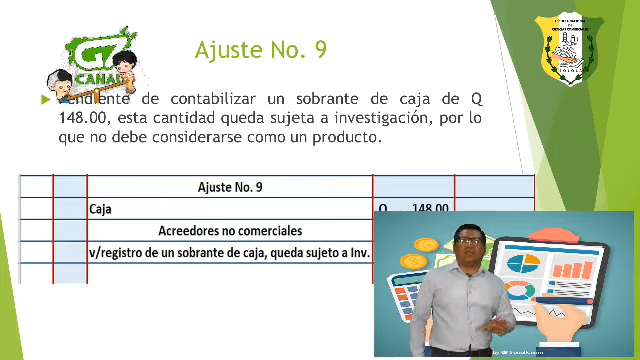 Ajuste No. 9
CANAL
endiente de contabilizar un sobrante de caja de Q
148.00, esta cantidad queda sujeta a investigación, por lo
que no debe considerarse como un producto.
Ajuste No. 9
Caja Q 148.00
Acreedores no comerciales
v/registro de un sobrante de caja, queda sujeto a Inv.